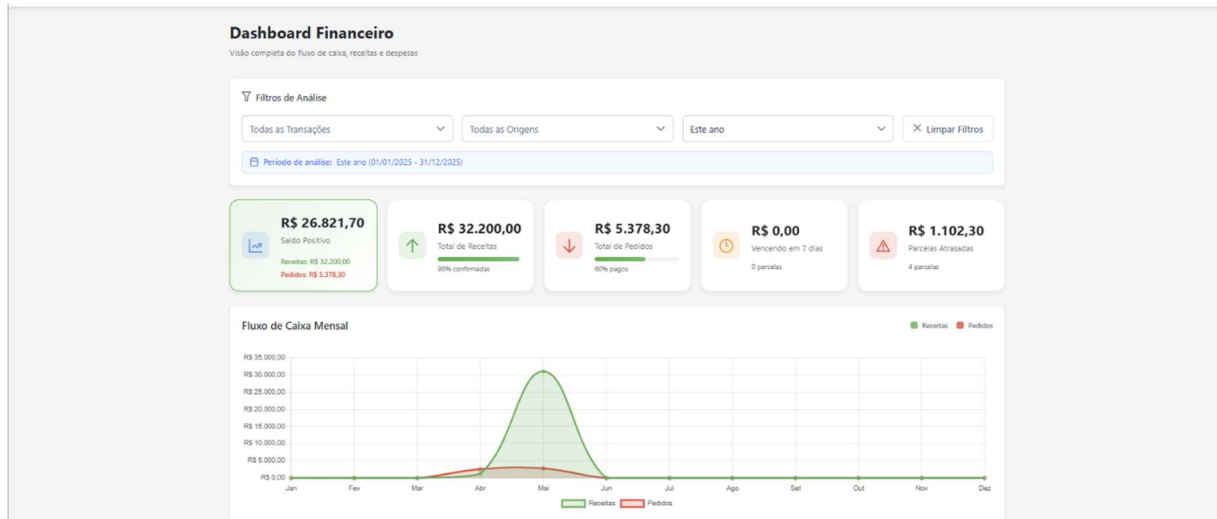 Dashboard Financeiro
Visão completa do fluxo de caixa, receitas e despesas
Filtros de Análise
Todas as Transações
Todas as Origens
Este ano
Limpar Filtros
Período de análise: Este ano (01/01/2025 - 31/12/2025)
R$ 26.821,70
Saldo Positivo
Receitas: R$ 32.200,00
Pedidos: R$ 5.378,30
R$ 32.200,00
Total de Receitas
96% confirmadas
R$ 5.378,30
Total de Pedidos
60% pagos
R$ 0,00
Vencendo em 7 dias
0 parcelas
R$ 1.102,30
Parcelas Atrasadas
4 parcelas
Fluxo de Caixa Mensal
Receitas Pedidos
R$ 35.000,00
R$ 30.000,00
R$ 25.000,00
R$ 20.000,00
R$ 15.000,00
R$ 10.000,00
R$ 5.000,00
R$ 0,00
Jan Fev Mar Abr Mai Jun Jul Ago Set Out Nov Dez
Receitas Pedidos